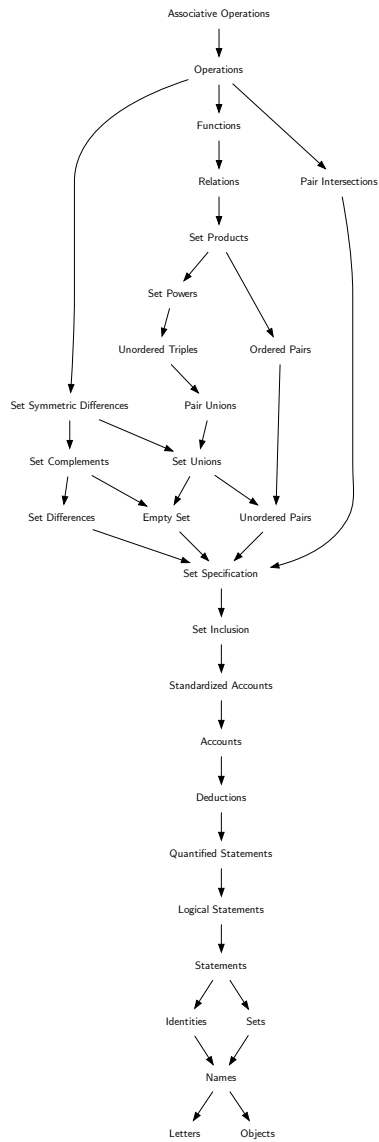 Associative Operations
Operations
Functions
Relations
Pair Intersections
Set Products
Set Powers
Unordered Triples
Ordered Pairs
Set Symmetric Differences
Pair Unions
Set Complements
Set Unions
Set Differences
Empty Set
Unordered Pairs
Set Specification
Set Inclusion
Standardized Accounts
Accounts
Deductions
Quantified Statements
Logical Statements
Statements
Identities
Sets
Names
Letters
Objects